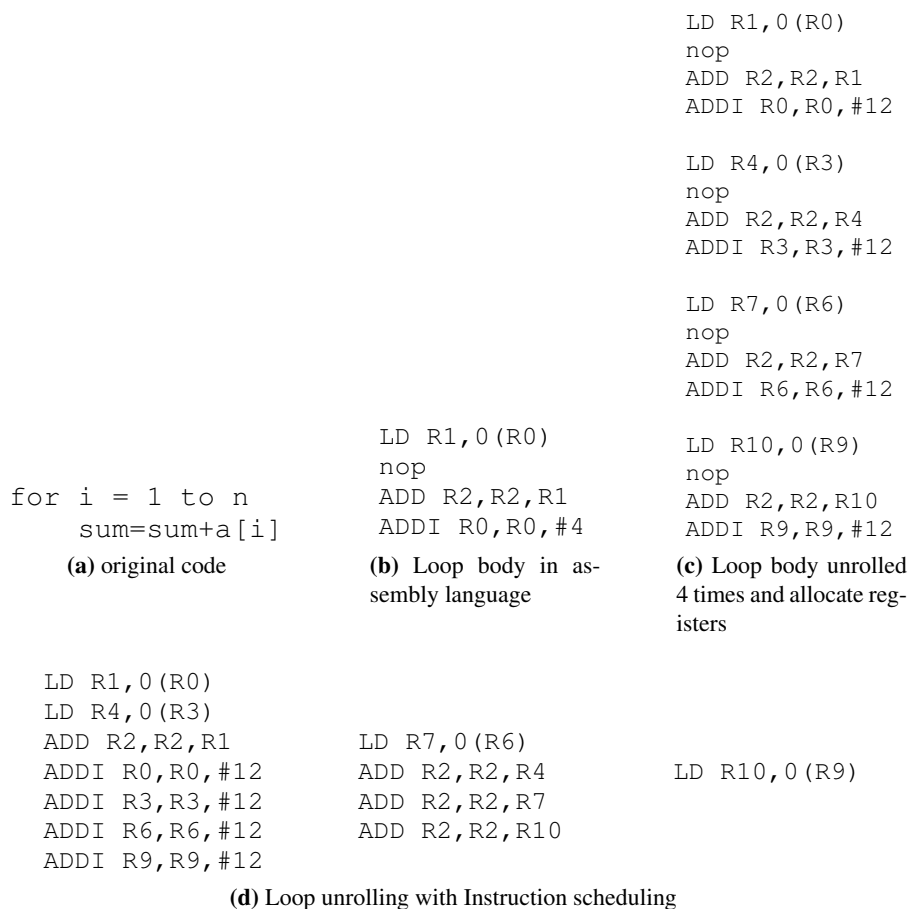 for i = 1 to n
sum=sum+a[i]
(a) original code
LD R1,0(R0)
nop
ADD R2,R2,R1
ADDI R0,R0,#4
(b) Loop body in as-
sembly language
LD R1,0(R0)
nop
ADD R2,R2,R1
ADDI R0,R0,#12
LD R4,0(R3)
nop
ADD R2,R2,R4
ADDI R3,R3,#12
LD R7,0(R6)
nop
ADD R2,R2,R7
ADDI R6,R6,#12
LD R10,0(R9)
nop
ADD R2,R2,R10
ADDI R9,R9,#12
(c) Loop body unrolled
4 times and allocate reg-
isters
LD R1,0(R0)
LD R4,0(R3)
ADD R2,R2,R1
ADDI R0,R0,#12
ADDI R3,R3,#12
ADDI R6,R6,#12
ADDI R9,R9,#12
LD R7,0(R6)
ADD R2,R2,R4
ADD R2,R2,R7
ADD R2,R2,R10
LD R10,0(R9)
(d) Loop unrolling with Instruction scheduling